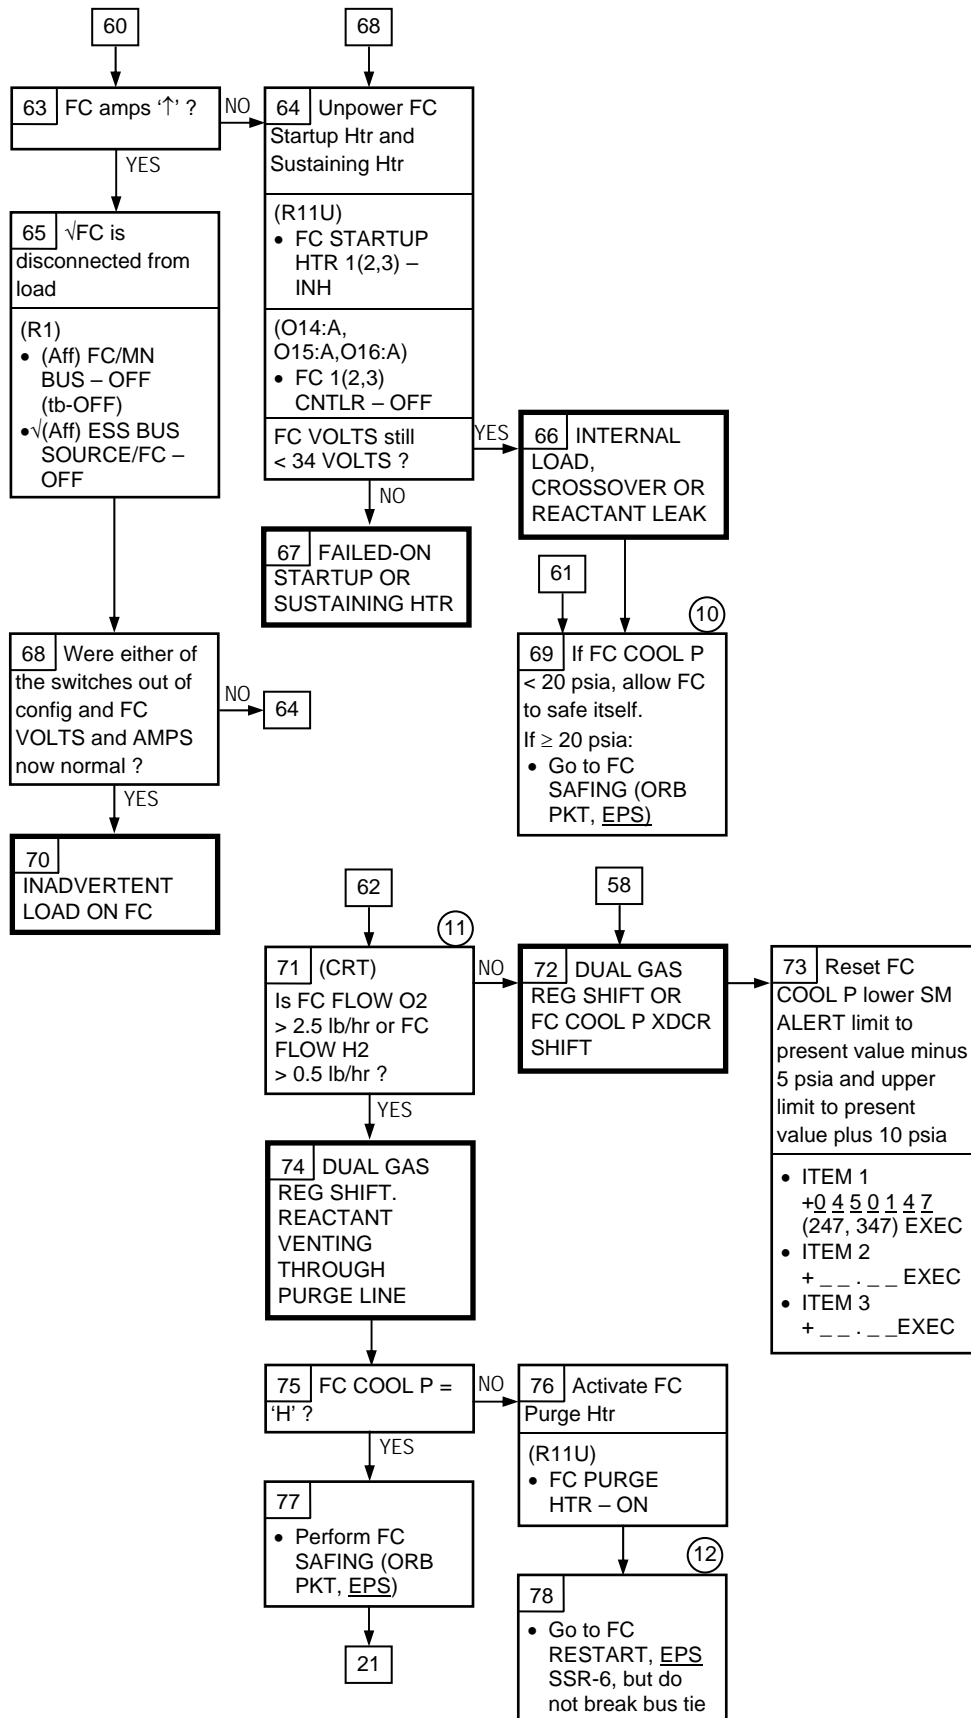 60
68
63 FC amps ‘↑’ ?
NO
YES
64 Unpower FC
Startup Htr and
Sustaining Htr
(R11U)
• FC STARTUP
HTR 1(2,3) –
INH
(O14:A,
O15:A,O16:A)
• FC 1(2,3)
CNTLR – OFF
FC VOLTS still
< 34 VOLTS ?
YES
NO
65 √FC is
disconnected from
load
(R1)
• (Aff) FC/MN
BUS – OFF
(tb-OFF)
•√(Aff) ESS BUS
SOURCE/FC –
OFF
66 INTERNAL
LOAD,
CROSSOVER OR
REACTANT LEAK
67 FAILED-ON
STARTUP OR
SUSTAINING HTR
61
10
68 Were either of
the switches out of
config and FC
VOLTS and AMPS
now normal ?
NO
64
YES
69 If FC COOL P
< 20 psia, allow FC
to safe itself.
If ≥ 20 psia:
• Go to FC
SAFING (ORB
PKT, EPS)
70
INADVERTENT
LOAD ON FC
62
58
11
71 (CRT)
Is FC FLOW O2
> 2.5 lb/hr or FC
FLOW H2
> 0.5 lb/hr ?
NO
YES
72 DUAL GAS
REG SHIFT OR
FC COOL P XDCR
SHIFT
73 Reset FC
COOL P lower SM
ALERT limit to
present value minus
5 psia and upper
limit to present
value plus 10 psia
• ITEM 1
+0 4 5 0 1 4 7
(247, 347) EXEC
• ITEM 2
+ _ _ . _ _ EXEC
• ITEM 3
+ _ _ . _ _EXEC
74 DUAL GAS
REG SHIFT.
REACTANT
VENTING
THROUGH
PURGE LINE
75 FC COOL P =
‘H’ ?
NO
YES
76 Activate FC
Purge Htr
(R11U)
• FC PURGE
HTR – ON
77
• Perform FC
SAFING (ORB
PKT, EPS)
21
12
78
• Go to FC
RESTART, EPS
SSR-6, but do
not break bus tie